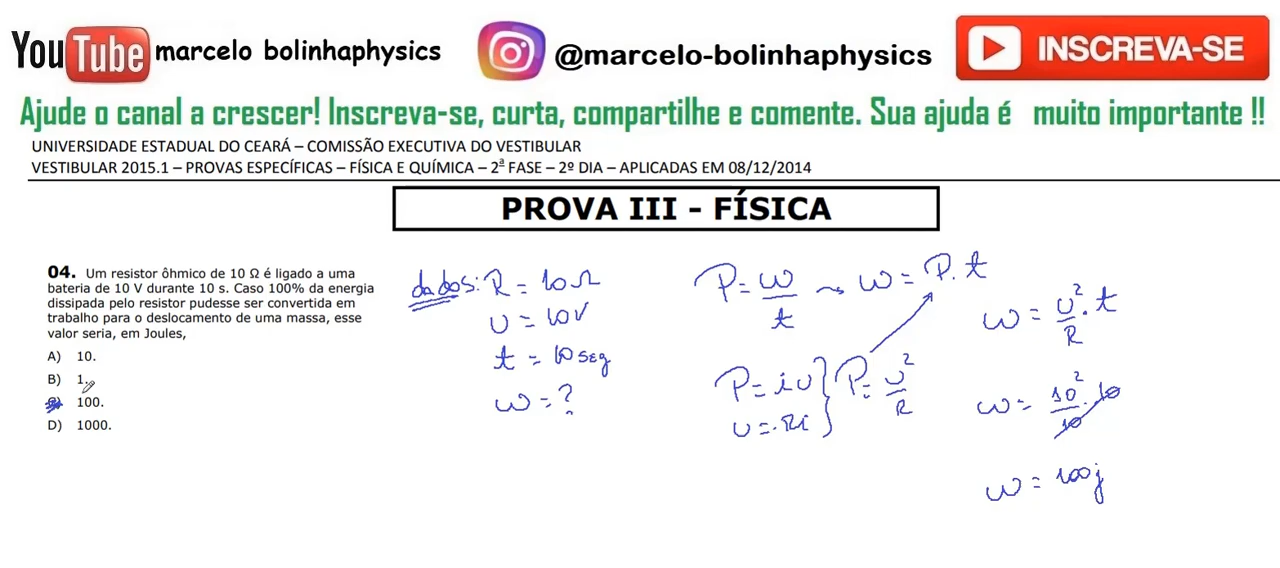 YouTube marcelo bolinhaphysics @marcelo-bolinhaphysics INSCREVA-SE
Ajude o canal a crescer! Inscreva-se, curta, compartilhe e comente. Sua ajuda é muito importante !!
UNIVERSIDADE ESTADUAL DO CEARÁ – COMISSÃO EXECUTIVA DO VESTIBULAR
VESTIBULAR 2015.1 – PROVAS ESPECÍFICAS – FÍSICA E QUÍMICA – 2ª FASE – 2º DIA – APLICADAS EM 08/12/2014
PROVA III - FÍSICA
04. Um resistor ôhmico de 10 Ω é ligado a uma
bateria de 10 V durante 10 s. Caso 100% da energia
dissipada pelo resistor pudesse ser convertida em
trabalho para o deslocamento de uma massa, esse
valor seria, em Joules,
A) 10.
B) 1.
C) 100.
D) 1000.
dados: R = 10Ω
U = 10V
t = 10 seg
ω = ?
P = ω/t → ω = P. t
P = iU } P = U²/R
U = Ri
ω = U²/R . t
ω = 10²/10 . 10
ω = 100j